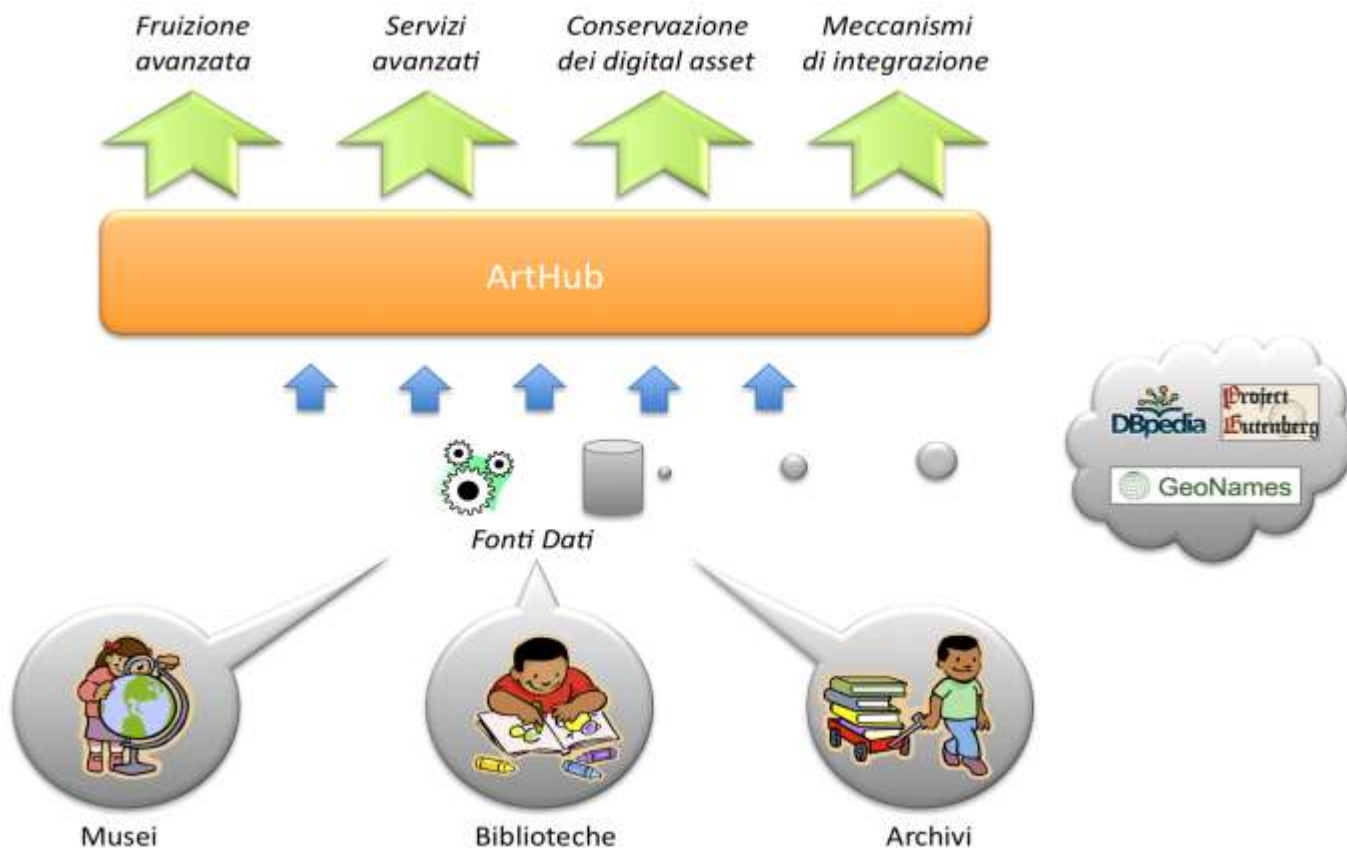 Fruizione
avanzata
Servizi
avanzati
Conservazione
dei digital asset
Meccanismi
di integrazione
ArtHub
DBpedia
Project
Gutenberg
GeoNames
Fonti Dati
Musei
Biblioteche
Archivi